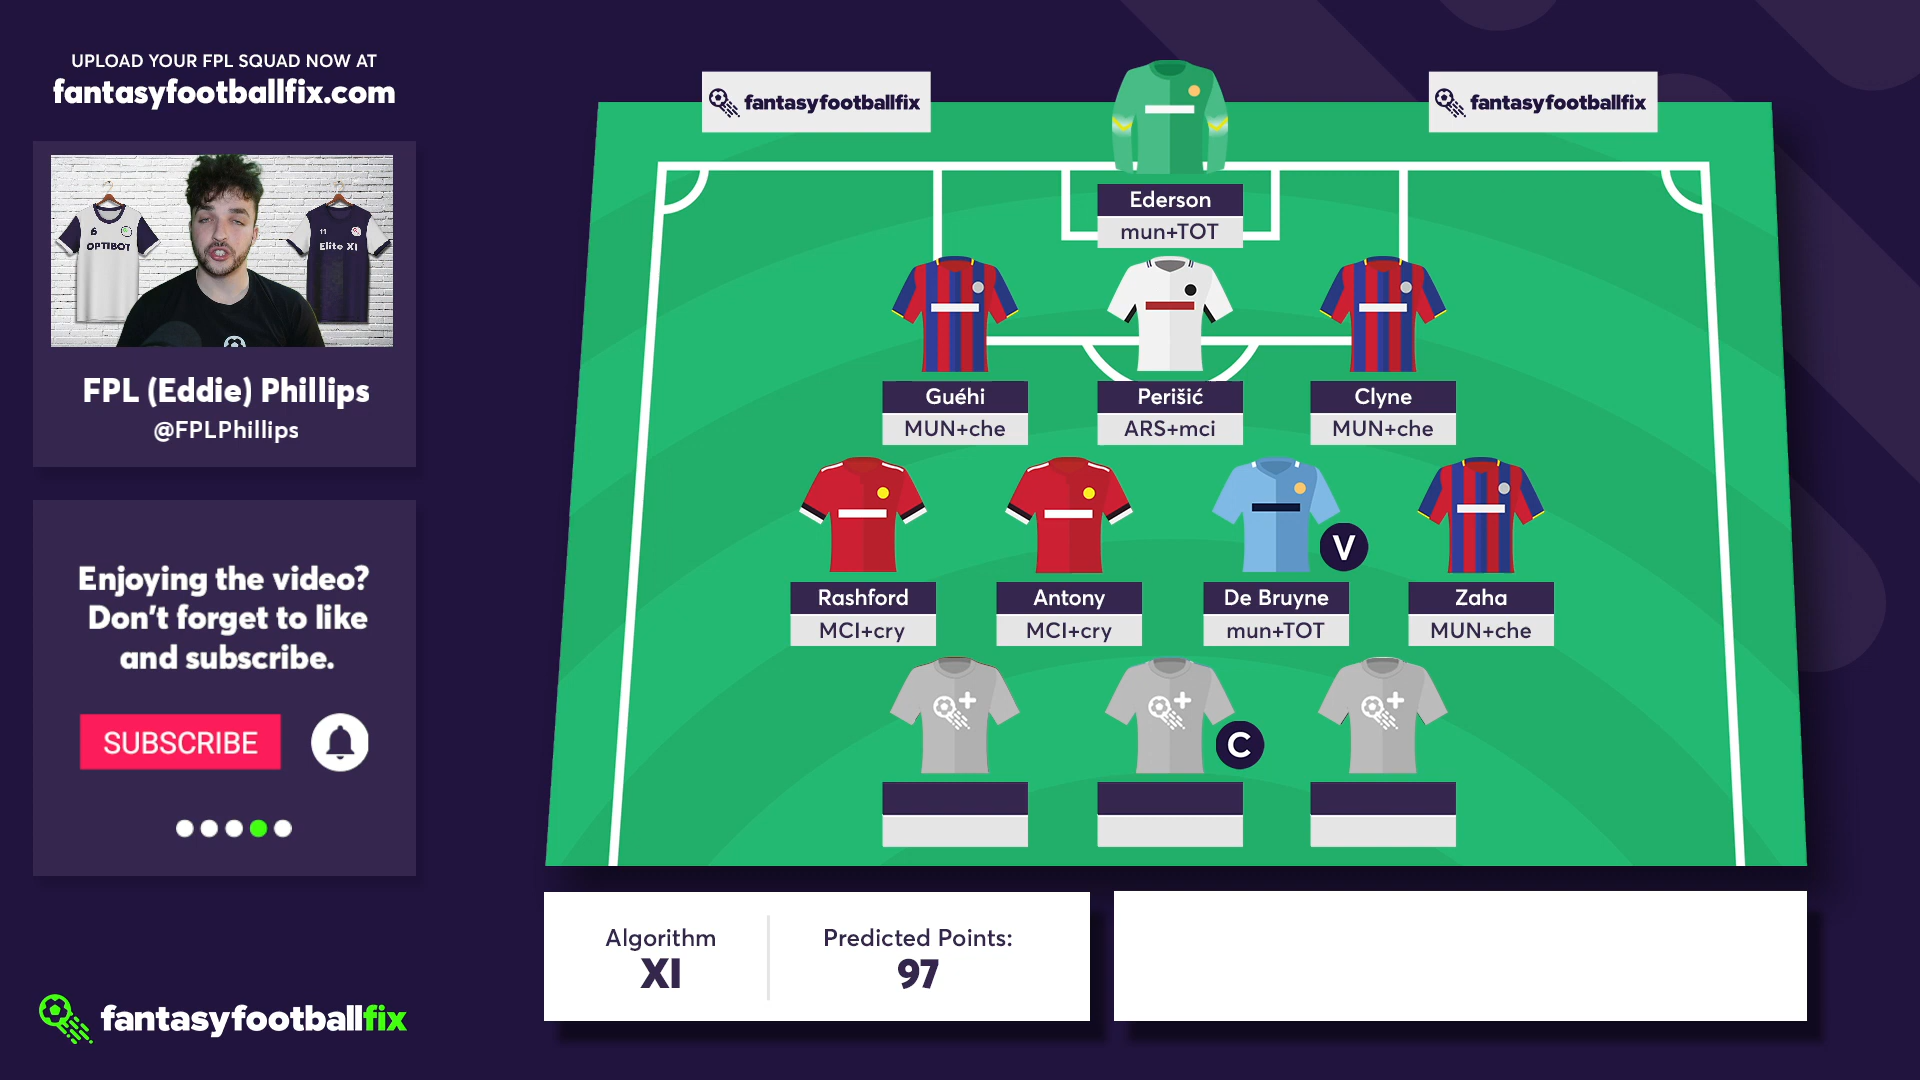 UPLOAD YOUR FPL SQUAD NOW AT
fantasyfootballfix.com
6
OPTIBOT
11
Elite XI
FPL (Eddie) Phillips
@FPLPhillips
Enjoying the video?
Don't forget to like
and subscribe.
SUBSCRIBE
fantasyfootballfix
fantasyfootballfix
fantasyfootballfix
Ederson
mun+TOT
Guéhi
MUN+che
Perišić
ARS+mci
Clyne
MUN+che
Rashford
MCI+cry
Antony
MCI+cry
V
De Bruyne
mun+TOT
Zaha
MUN+che
C
Algorithm
XI
Predicted Points:
97